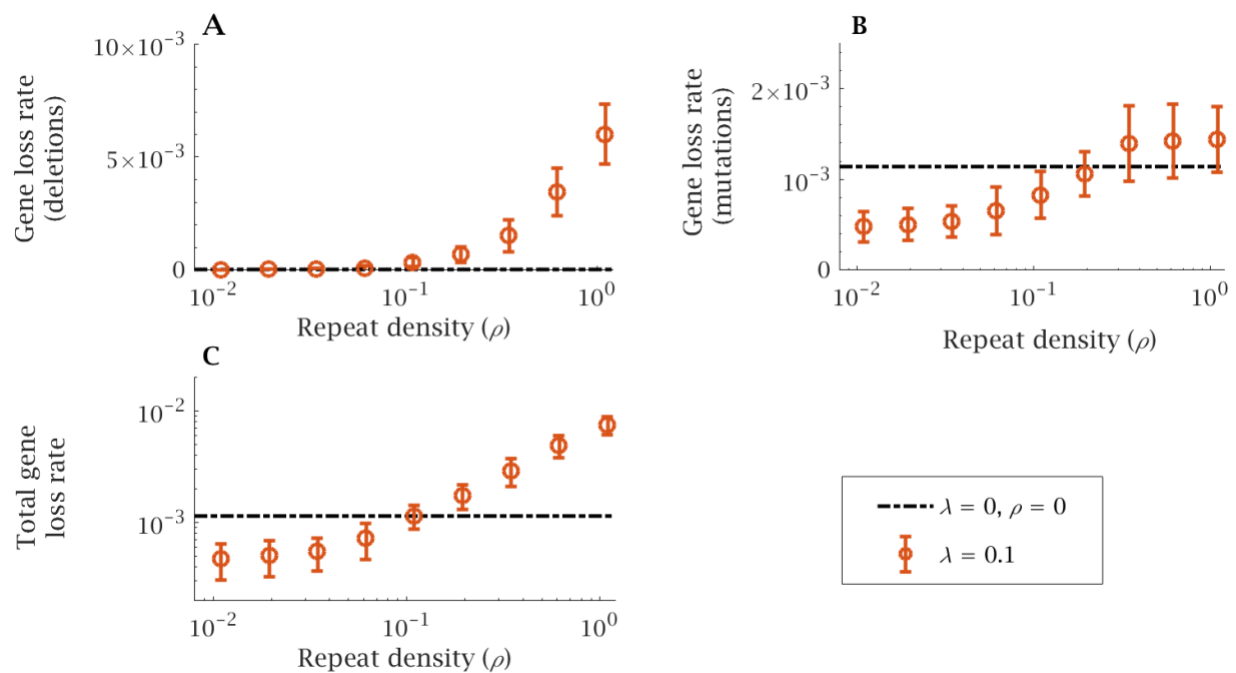 A
10×10⁻³
5×10⁻³
0
Gene loss rate
(deletions)
10⁻²
10⁻¹
10⁰
Repeat density (ρ)
B
2×10⁻³
10⁻³
0
Gene loss rate
(mutations)
10⁻²
10⁻¹
10⁰
Repeat density (ρ)
C
10⁻²
10⁻³
Total gene
loss rate
10⁻²
10⁻¹
10⁰
Repeat density (ρ)
λ = 0, ρ = 0
λ = 0.1